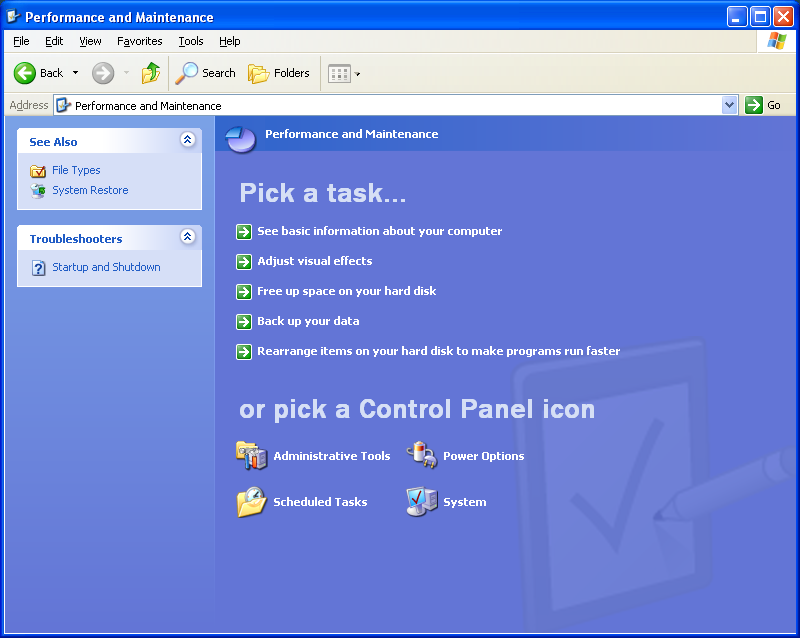 Performance and Maintenance
File Edit View Favorites Tools Help
Back Search Folders
Address Performance and Maintenance Go
See Also
File Types
System Restore
Troubleshooters
Startup and Shutdown
Performance and Maintenance
Pick a task...
See basic information about your computer
Adjust visual effects
Free up space on your hard disk
Back up your data
Rearrange items on your hard disk to make programs run faster
or pick a Control Panel icon
Administrative Tools Power Options
Scheduled Tasks System